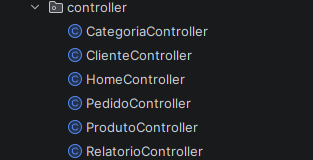 controller
CategoriaController
ClienteController
HomeController
PedidoController
ProdutoController
RelatorioController